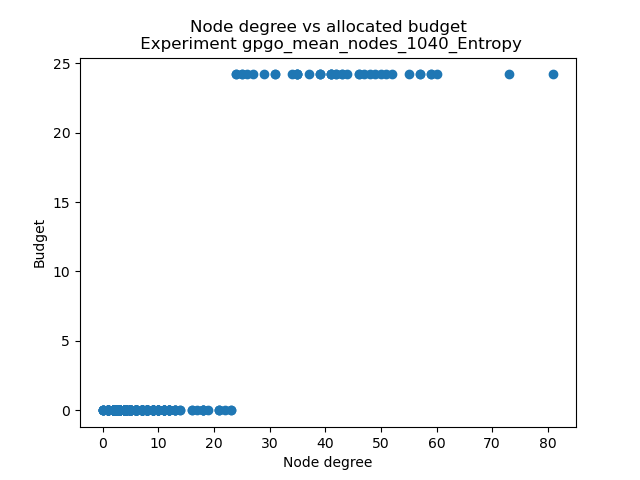 Node degree vs allocated budget
Experiment gpgo_mean_nodes_1040_Entropy
25
20
15
10
5
0
Budget
0 10 20 30 40 50 60 70 80
Node degree